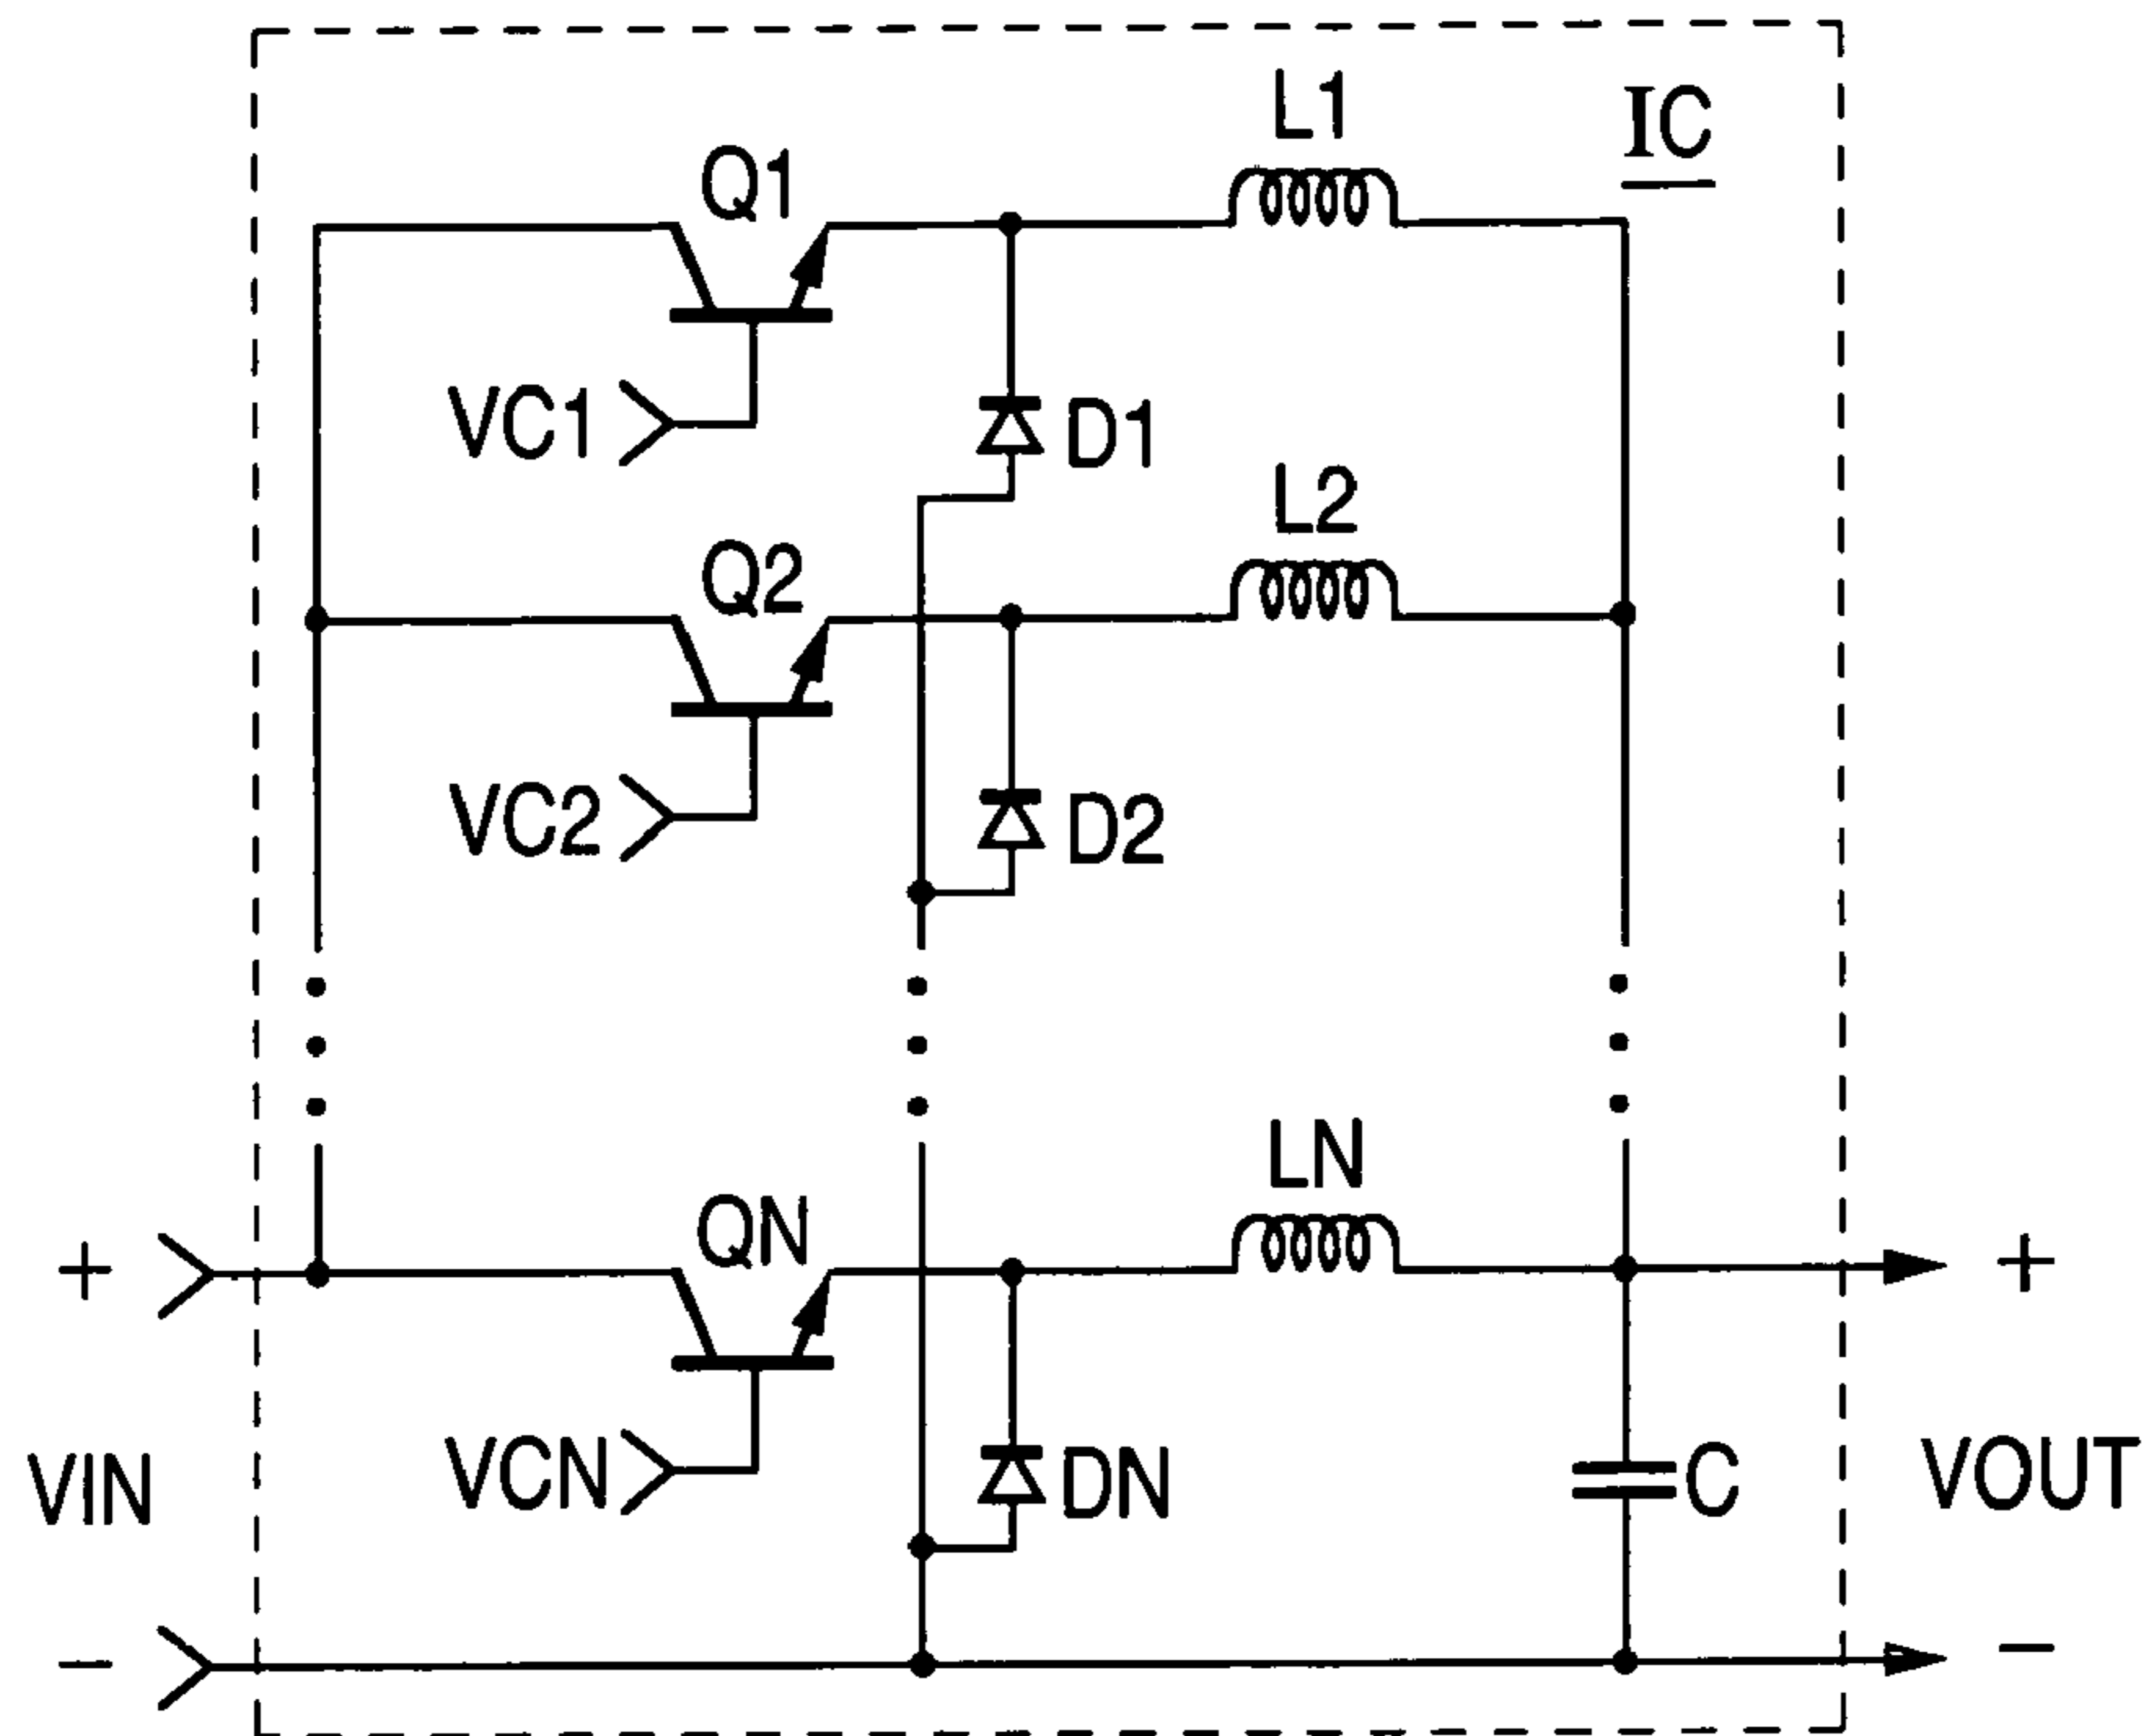 L1
IC
Q1
VC1
D1
L2
Q2
VC2
D2
LN
QN
+
+
VIN
VCN
DN
C
VOUT
−
−